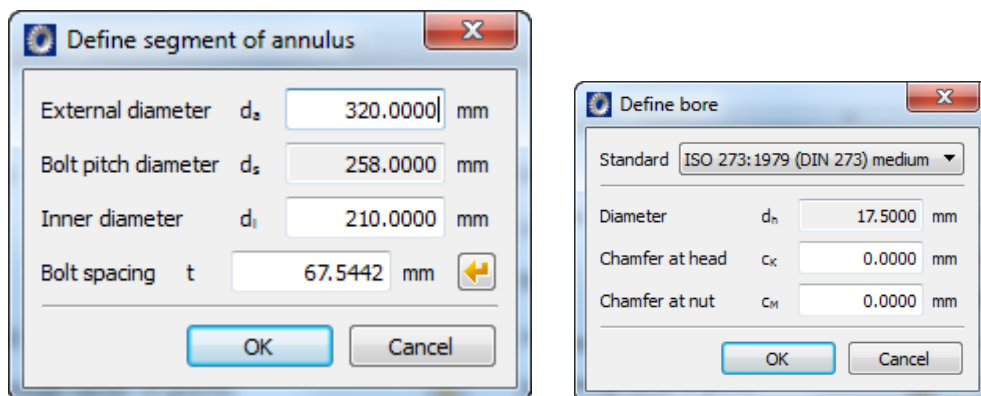 Define segment of annulus
External diameter dₐ 320.0000 mm
Bolt pitch diameter dₛ 258.0000 mm
Inner diameter dᵢ 210.0000 mm
Bolt spacing t 67.5442 mm
OK Cancel
Define bore
Standard ISO 273:1979 (DIN 273) medium
Diameter dₕ 17.5000 mm
Chamfer at head cK 0.0000 mm
Chamfer at nut cM 0.0000 mm
OK Cancel